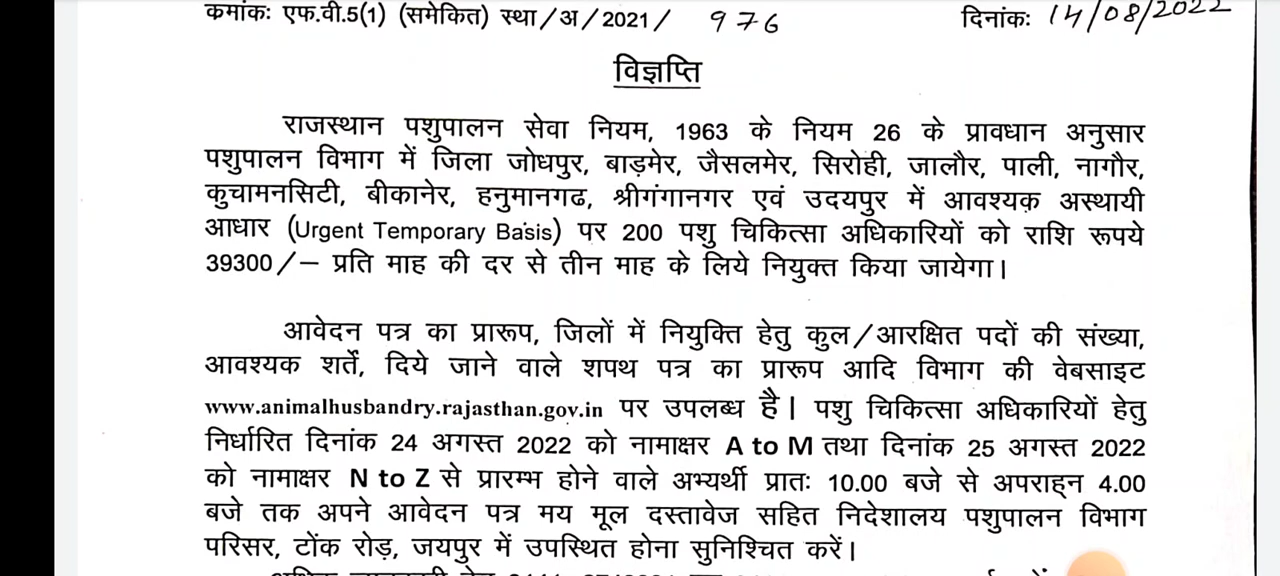 कमांकः एफ.वी.5(1) (समेकित) स्था/अ/2021/ 976 दिनांकः 14/08/2022
विज्ञप्ति
राजस्थान पशुपालन सेवा नियम, 1963 के नियम 26 के प्रावधान अनुसार
पशुपालन विभाग में जिला जोधपुर, बाड़मेर, जैसलमेर, सिरोही, जालौर, पाली, नागौर,
कुचामनसिटी, बीकानेर, हनुमानगढ, श्रीगंगानगर एवं उदयपुर में आवश्यक अस्थायी
आधार (Urgent Temporary Basis) पर 200 पशु चिकित्सा अधिकारियों को राशि रूपये
39300/– प्रति माह की दर से तीन माह के लिये नियुक्त किया जायेगा।
आवेदन पत्र का प्रारूप, जिलों में नियुक्ति हेतु कुल/आरक्षित पदों की संख्या,
आवश्यक शर्तें, दिये जाने वाले शपथ पत्र का प्रारूप आदि विभाग की वेबसाइट
www.animalhusbandry.rajasthan.gov.in पर उपलब्ध है। पशु चिकित्सा अधिकारियों हेतु
निर्धारित दिनांक 24 अगस्त 2022 को नामाक्षर A to M तथा दिनांक 25 अगस्त 2022
को नामाक्षर N to Z से प्रारम्भ होने वाले अभ्यर्थी प्रातः 10.00 बजे से अपराहन 4.00
बजे तक अपने आवेदन पत्र मय मूल दस्तावेज सहित निदेशालय पशुपालन विभाग
परिसर, टोंक रोड़, जयपुर में उपस्थित होना सुनिश्चित करें।